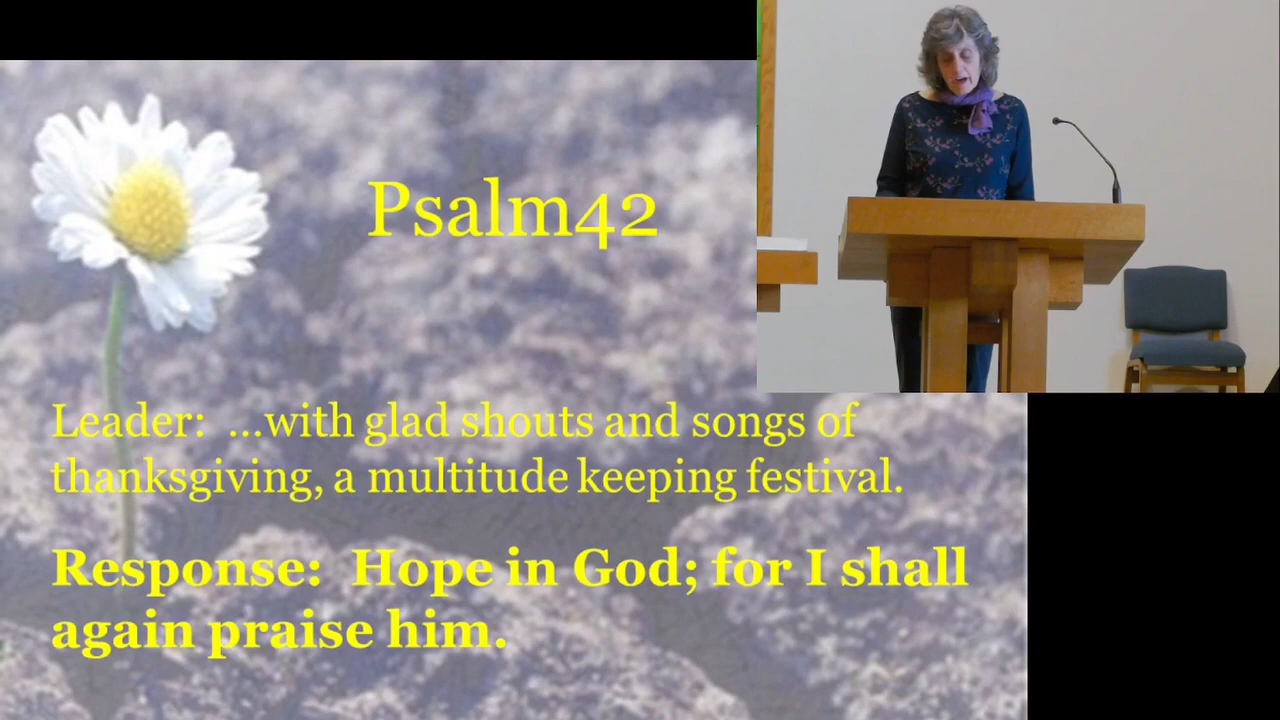 Psalm42
Leader:  ...with glad shouts and songs of
thanksgiving, a multitude keeping festival.
Response:  Hope in God; for I shall
again praise him.